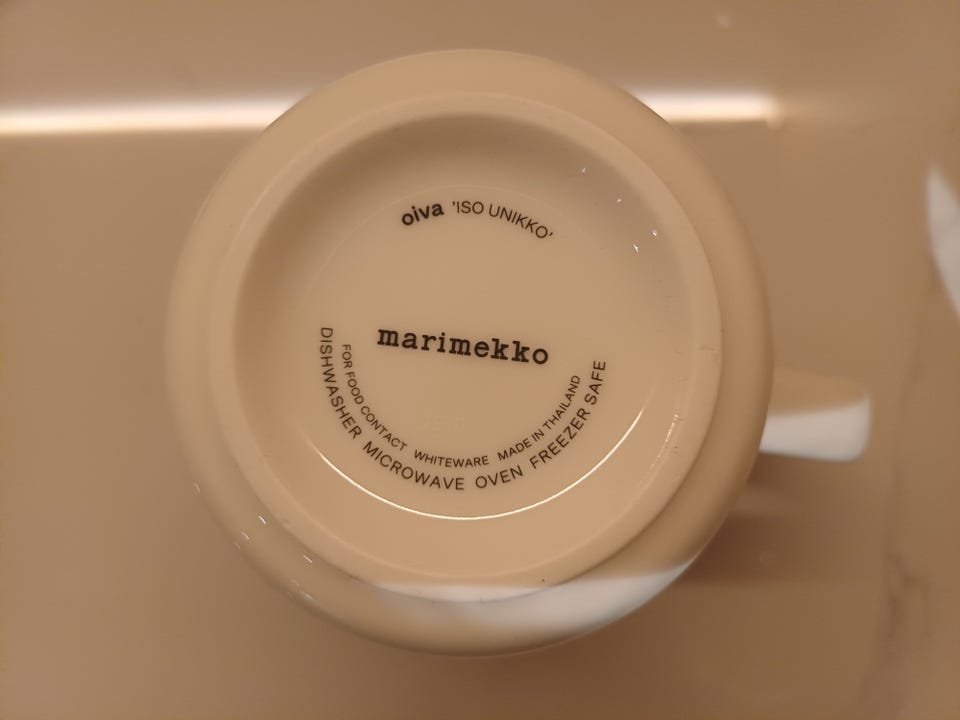 oiva 'ISO UNIKKO'
marimekko
FOR FOOD CONTACT WHITEWARE MADE IN THAILAND
DISHWASHER MICROWAVE OVEN FREEZER SAFE